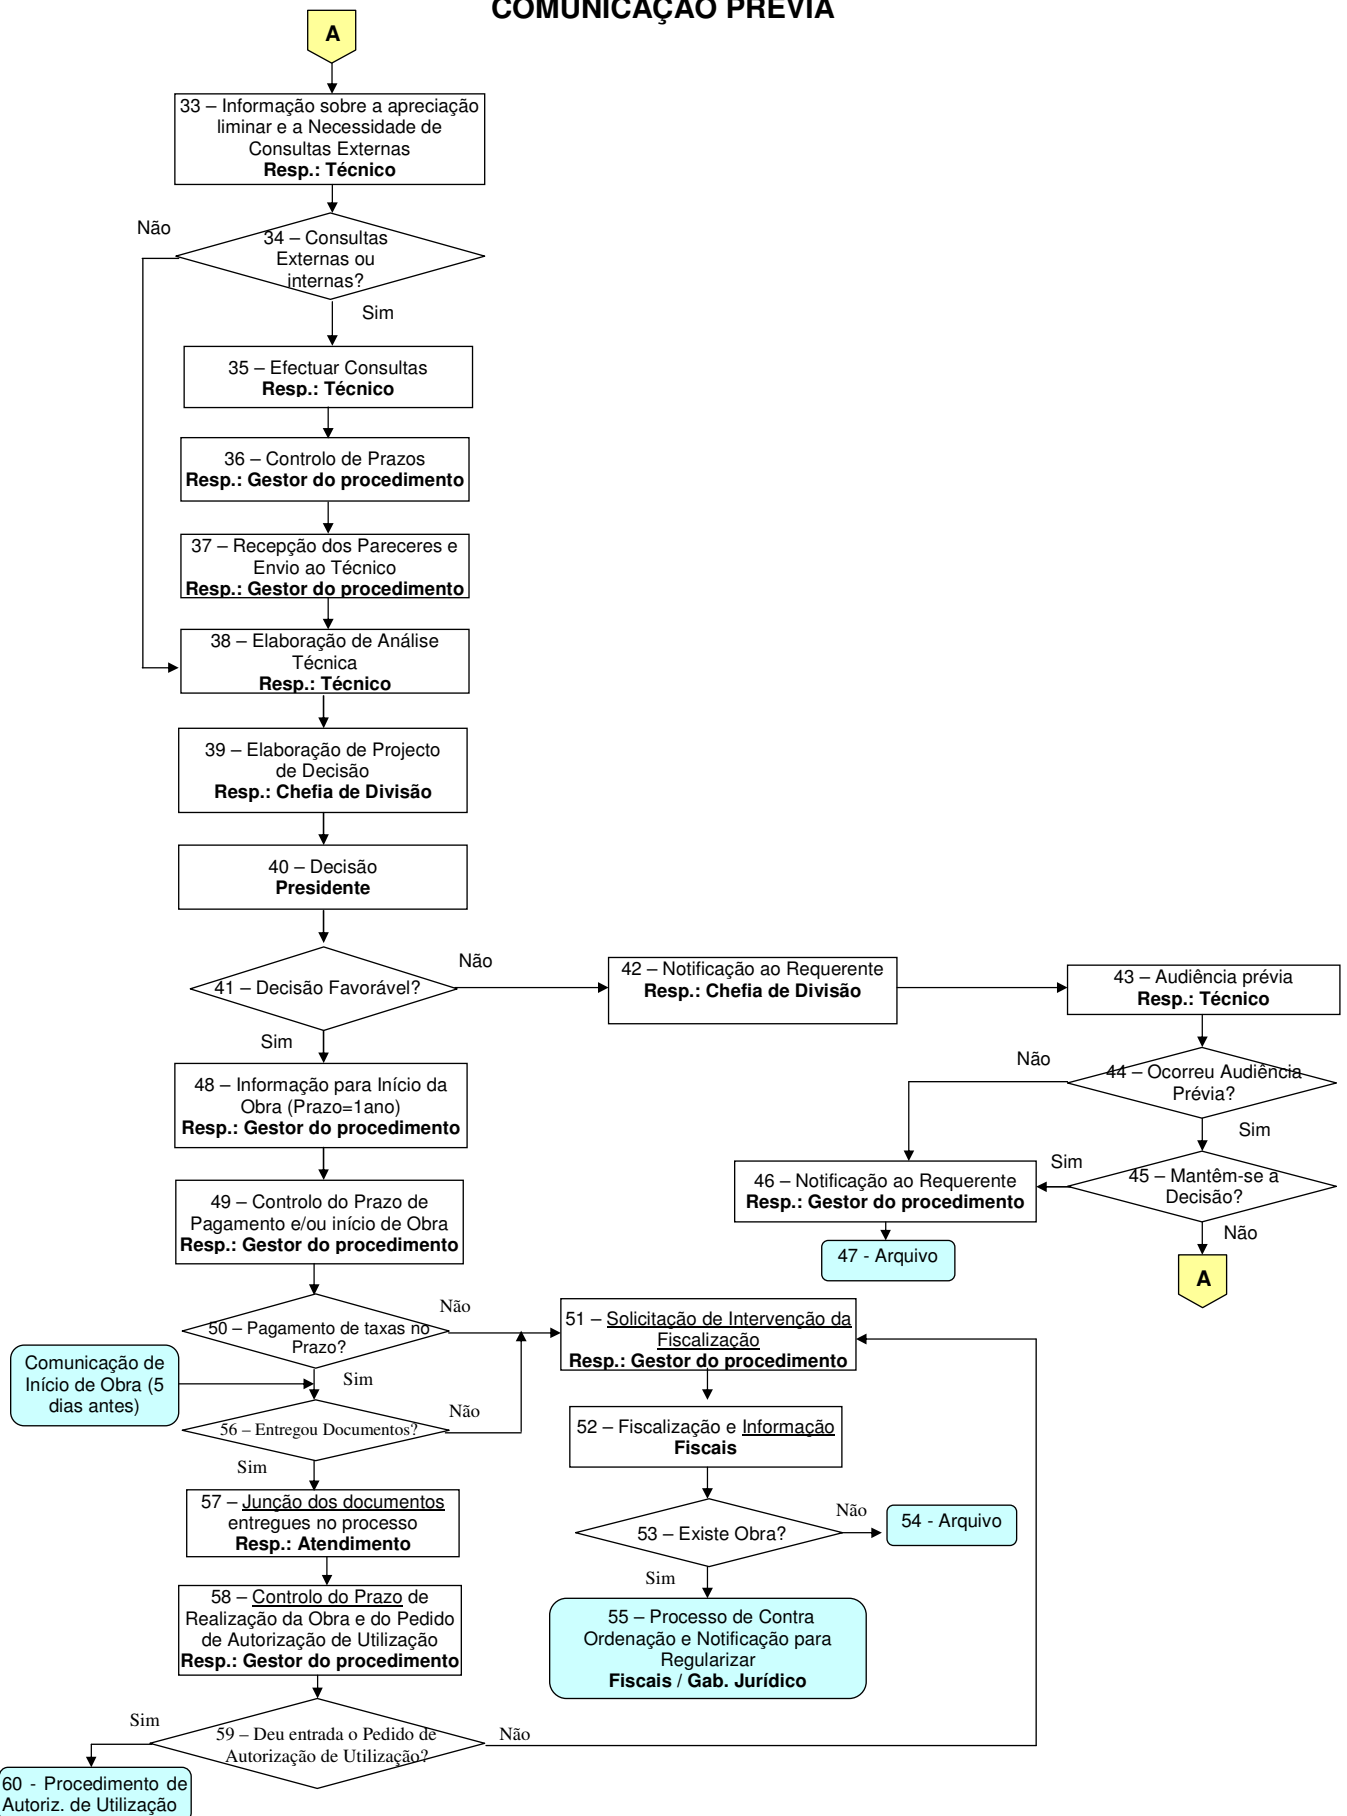 COMUNICAÇÃO PRÉVIA
A
33 – Informação sobre a apreciação
liminar e a Necessidade de
Consultas Externas
Resp.: Técnico
Não
34 – Consultas
Externas ou
internas?
Sim
35 – Efectuar Consultas
Resp.: Técnico
36 – Controlo de Prazos
Resp.: Gestor do procedimento
37 – Recepção dos Pareceres e
Envio ao Técnico
Resp.: Gestor do procedimento
38 – Elaboração de Análise
Técnica
Resp.: Técnico
39 – Elaboração de Projecto
de Decisão
Resp.: Chefia de Divisão
40 – Decisão
Presidente
41 – Decisão Favorável?
Não
42 – Notificação ao Requerente
Resp.: Chefia de Divisão
43 – Audiência prévia
Resp.: Técnico
Não
44 – Ocorreu Audiência
Prévia?
Sim
Sim
45 – Mantêm-se a
Decisão?
Não
A
46 – Notificação ao Requerente
Resp.: Gestor do procedimento
47 - Arquivo
Sim
48 – Informação para Início da
Obra (Prazo=1ano)
Resp.: Gestor do procedimento
49 – Controlo do Prazo de
Pagamento e/ou início de Obra
Resp.: Gestor do procedimento
50 – Pagamento de taxas no
Prazo?
Não
Sim
Comunicação de
Início de Obra (5
dias antes)
51 – Solicitação de Intervenção da
Fiscalização
Resp.: Gestor do procedimento
56 – Entregou Documentos?
Não
Sim
52 – Fiscalização e Informação
Fiscais
53 – Existe Obra?
Não
54 - Arquivo
Sim
55 – Processo de Contra
Ordenação e Notificação para
Regularizar
Fiscais / Gab. Jurídico
57 – Junção dos documentos
entregues no processo
Resp.: Atendimento
58 – Controlo do Prazo de
Realização da Obra e do Pedido
de Autorização de Utilização
Resp.: Gestor do procedimento
Sim
59 – Deu entrada o Pedido de
Autorização de Utilização?
Não
60 - Procedimento de
Autoriz. de Utilização